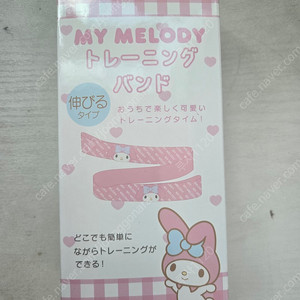 MY MELODY
トレーニング
バンド
伸びる
タイプ
おうちで楽しく可愛い
トレーニングタイム!
どこでも簡単に
ながらトレーニングが
できる!